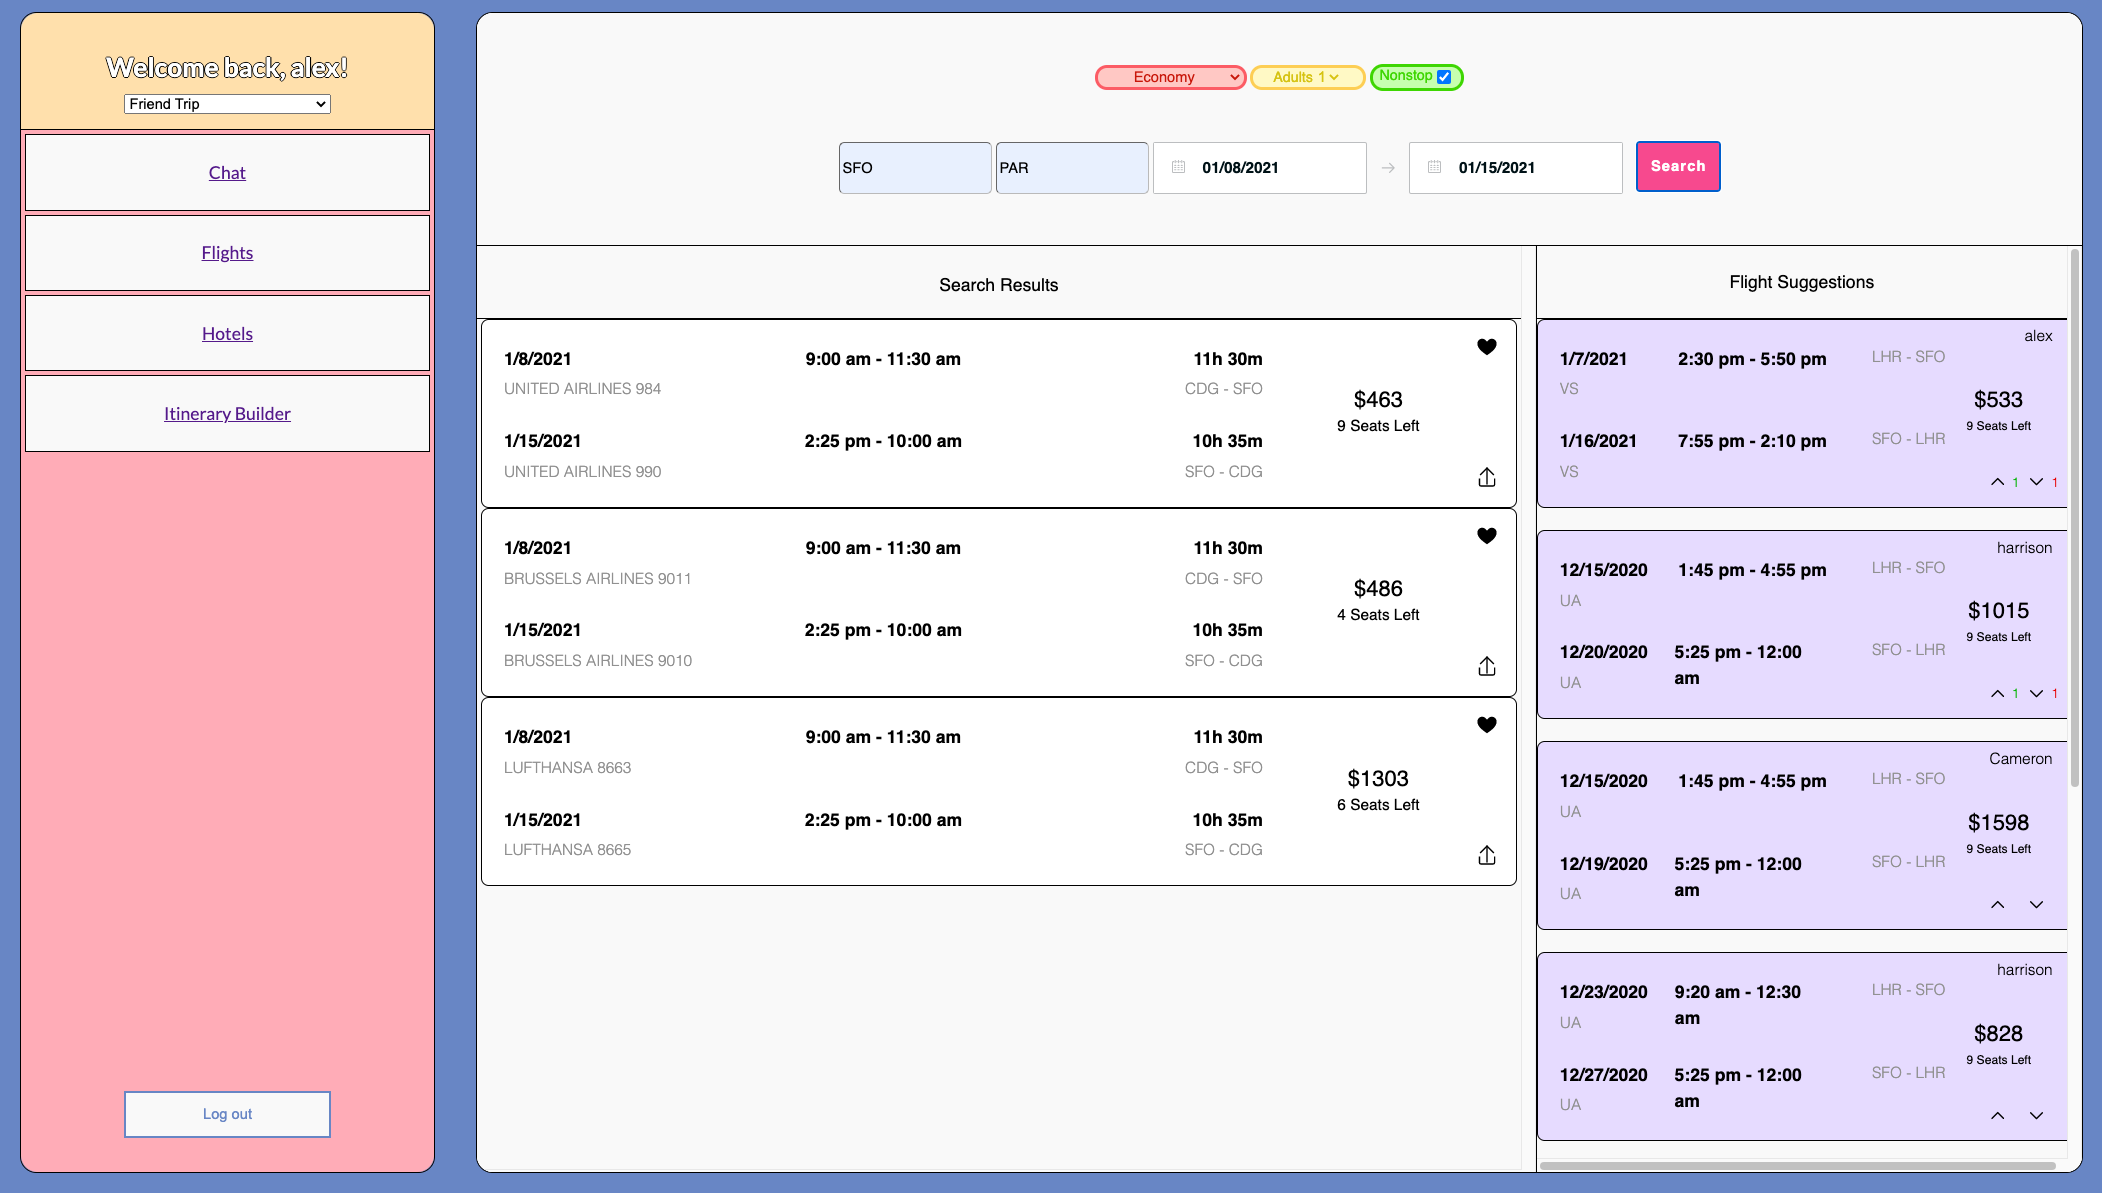 Welcome back, alex!
Friend Trip
Chat
Flights
Hotels
Itinerary Builder
Log out
Economy
Adults 1
Nonstop
SFO
PAR
01/08/2021
01/15/2021
Search
Search Results
1/8/2021 9:00 am - 11:30 am 11h 30m
UNITED AIRLINES 984 CDG - SFO
$463
9 Seats Left
1/15/2021 2:25 pm - 10:00 am 10h 35m
UNITED AIRLINES 990 SFO - CDG
1/8/2021 9:00 am - 11:30 am 11h 30m
BRUSSELS AIRLINES 9011 CDG - SFO
$486
4 Seats Left
1/15/2021 2:25 pm - 10:00 am 10h 35m
BRUSSELS AIRLINES 9010 SFO - CDG
1/8/2021 9:00 am - 11:30 am 11h 30m
LUFTHANSA 8663 CDG - SFO
$1303
6 Seats Left
1/15/2021 2:25 pm - 10:00 am 10h 35m
LUFTHANSA 8665 SFO - CDG
Flight Suggestions
alex
1/7/2021 2:30 pm - 5:50 pm LHR - SFO
VS
$533
9 Seats Left
1/16/2021 7:55 pm - 2:10 pm SFO - LHR
VS
1 1
harrison
12/15/2020 1:45 pm - 4:55 pm LHR - SFO
UA
$1015
9 Seats Left
12/20/2020 5:25 pm - 12:00 SFO - LHR
am
UA
1 1
Cameron
12/15/2020 1:45 pm - 4:55 pm LHR - SFO
UA
$1598
9 Seats Left
12/19/2020 5:25 pm - 12:00 SFO - LHR
am
UA
harrison
12/23/2020 9:20 am - 12:30 LHR - SFO
am
UA
$828
9 Seats Left
12/27/2020 5:25 pm - 12:00 SFO - LHR
am
UA